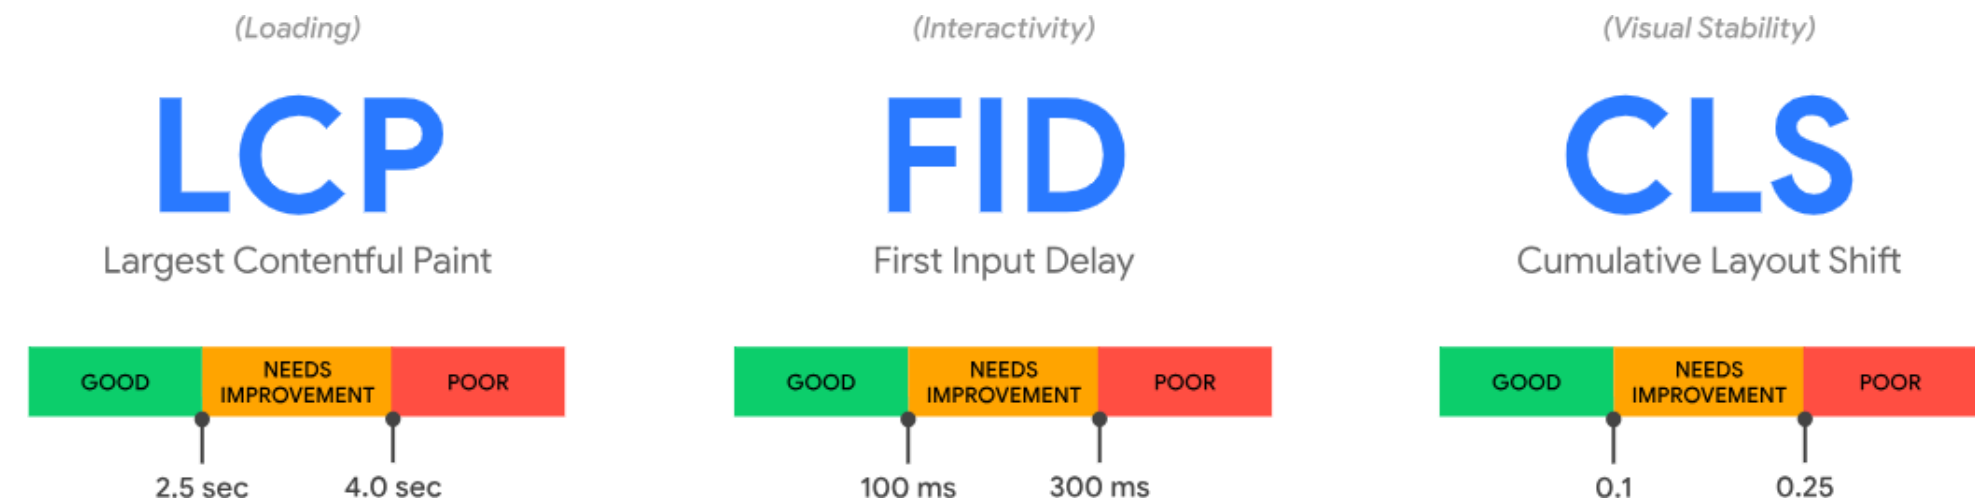 (Loading)
LCP
Largest Contentful Paint
GOOD
NEEDS
IMPROVEMENT
POOR
2.5 sec
4.0 sec
(Interactivity)
FID
First Input Delay
GOOD
NEEDS
IMPROVEMENT
POOR
100 ms
300 ms
(Visual Stability)
CLS
Cumulative Layout Shift
GOOD
NEEDS
IMPROVEMENT
POOR
0.1
0.25